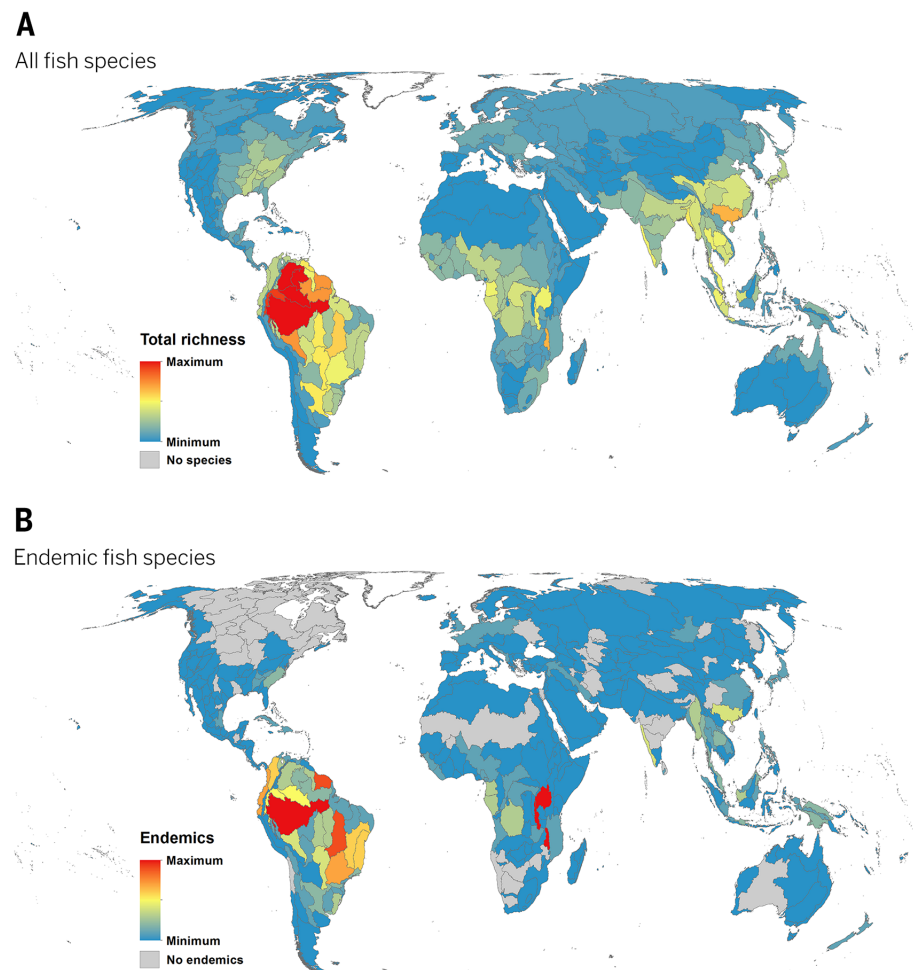 A
All fish species
Total richness
Maximum
Minimum
No species
B
Endemic fish species
Endemics
Maximum
Minimum
No endemics